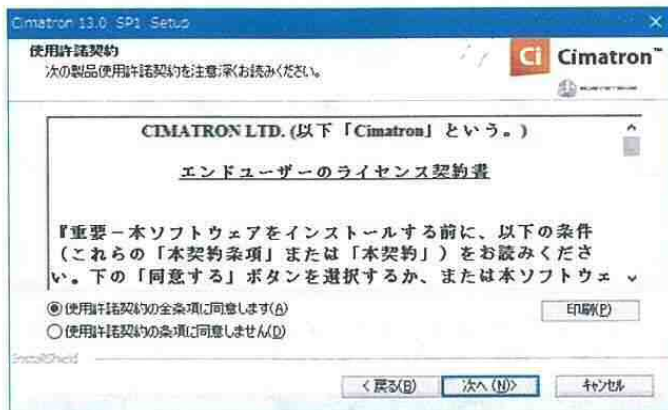 Cimatron 13.0 SP1 Setup
使用許諾契約
次の製品使用許諾契約を注意深くお読みください。
Ci Cimatron™
CIMATRON LTD. (以下「Cimatron」という。)
エンドユーザーのライセンス契約書
『重要－本ソフトウェアをインストールする前に、以下の条件
（これらの「本契約条項」または「本契約」）をお読みくださ
い。下の「同意する」ボタンを選択するか、または本ソフトウェ
使用許諾契約の全条項に同意します(A)
印刷(P)
使用許諾契約の条項に同意しません(D)
InstallShield
< 戻る(B)
次へ (N)>
キャンセル